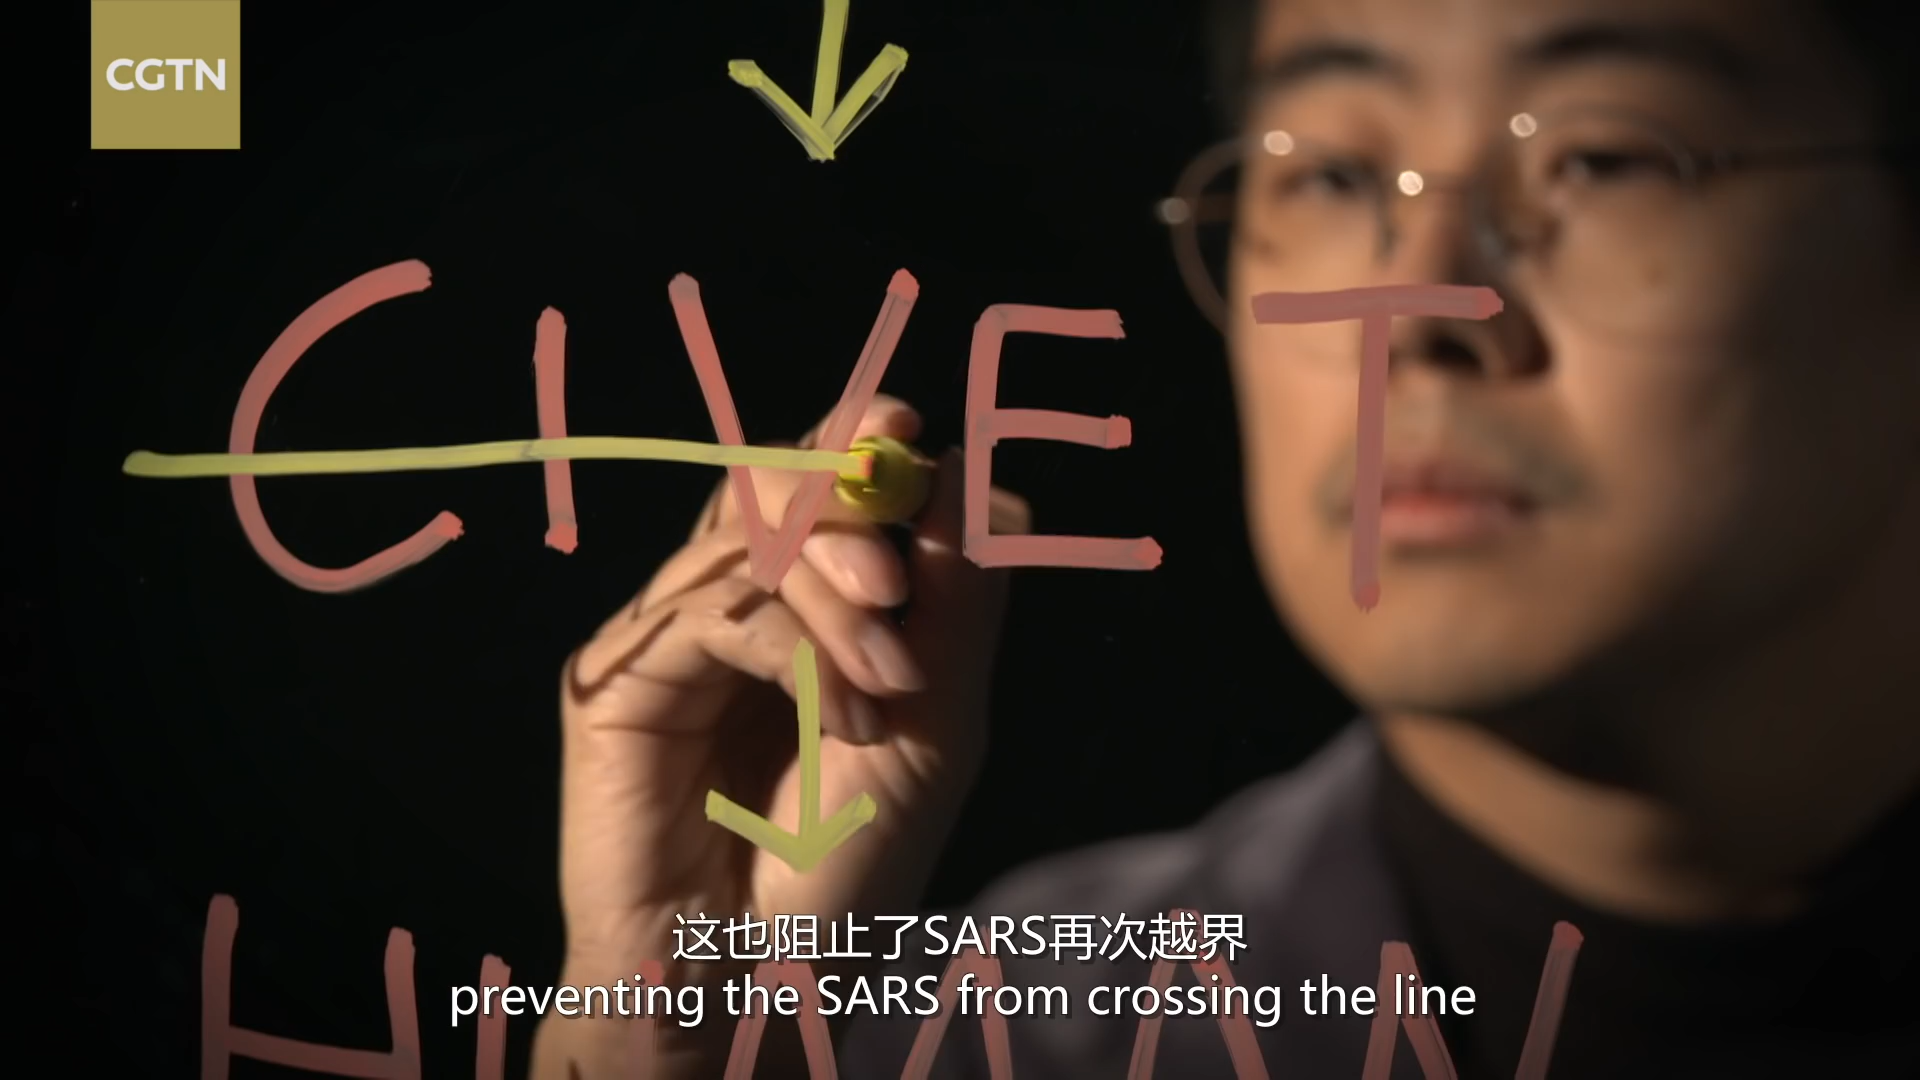 CGTN
CIVET
HUMAN
这也阻止了SARS再次越界
preventing the SARS from crossing the line